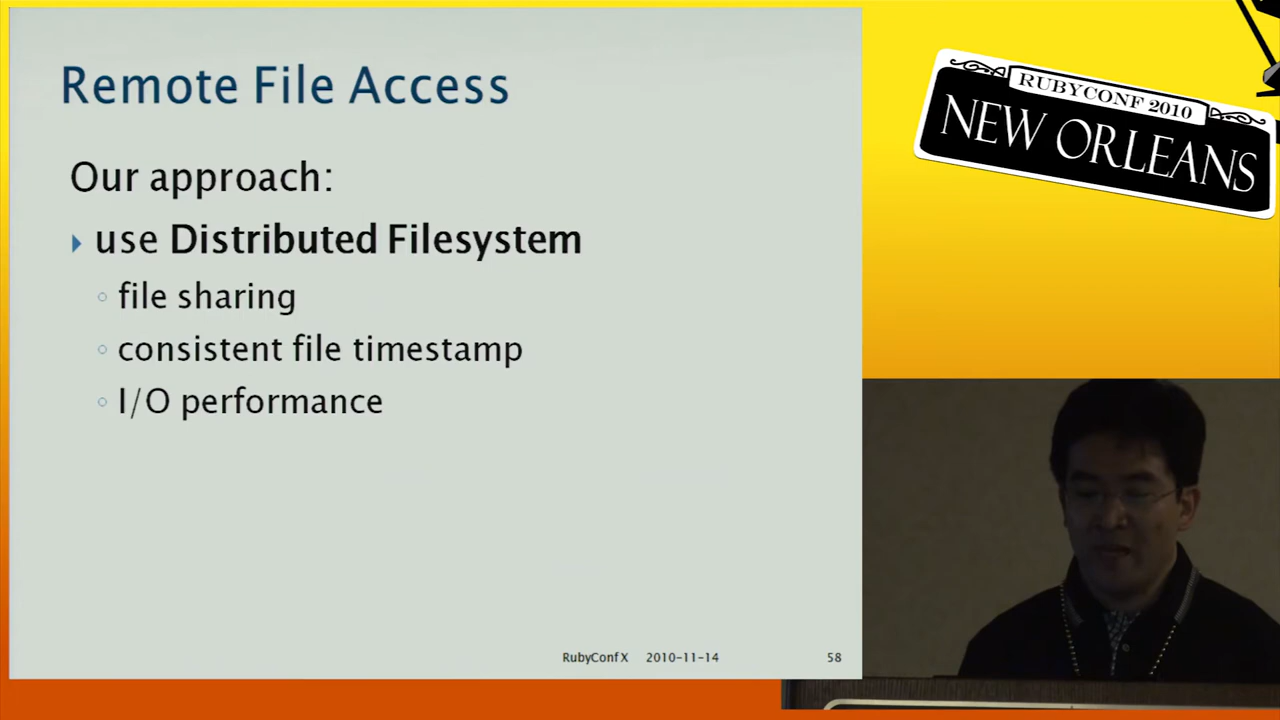 Remote File Access
Our approach:
use Distributed Filesystem
file sharing
consistent file timestamp
I/O performance
RubyConf X 2010-11-14 58
RUBYCONF 2010
NEW ORLEANS